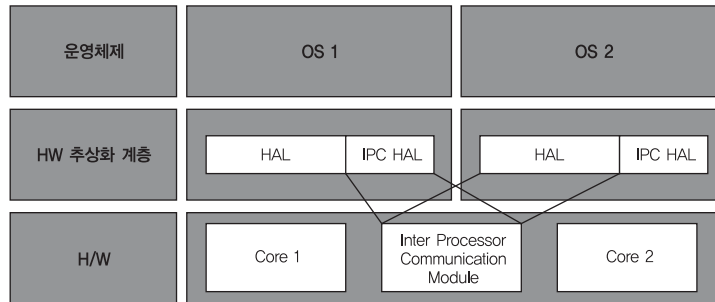 운영체제
OS 1
OS 2
HW 추상화 계층
HAL
IPC HAL
HAL
IPC HAL
H/W
Core 1
Inter Processor
Communication
Module
Core 2